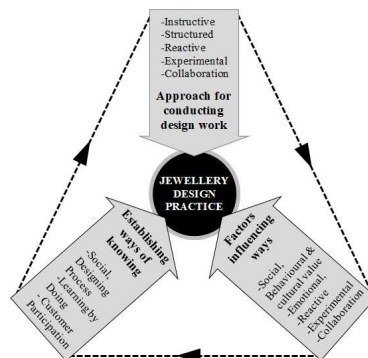 -Instructive
-Structured
-Reactive
-Experimental
-Collaboration
Approach for
conducting
design work
JEWELLERY
DESIGN
PRACTICE
Establishing
ways of
knowing
-Social,
Designing
Process
-Learning by
Doing
- Customer
Participation
Factors
influencing
ways
-Social,
Behavioural &
cultural value
-Emotional,
-Reactive
-Experimental
-Collaboration